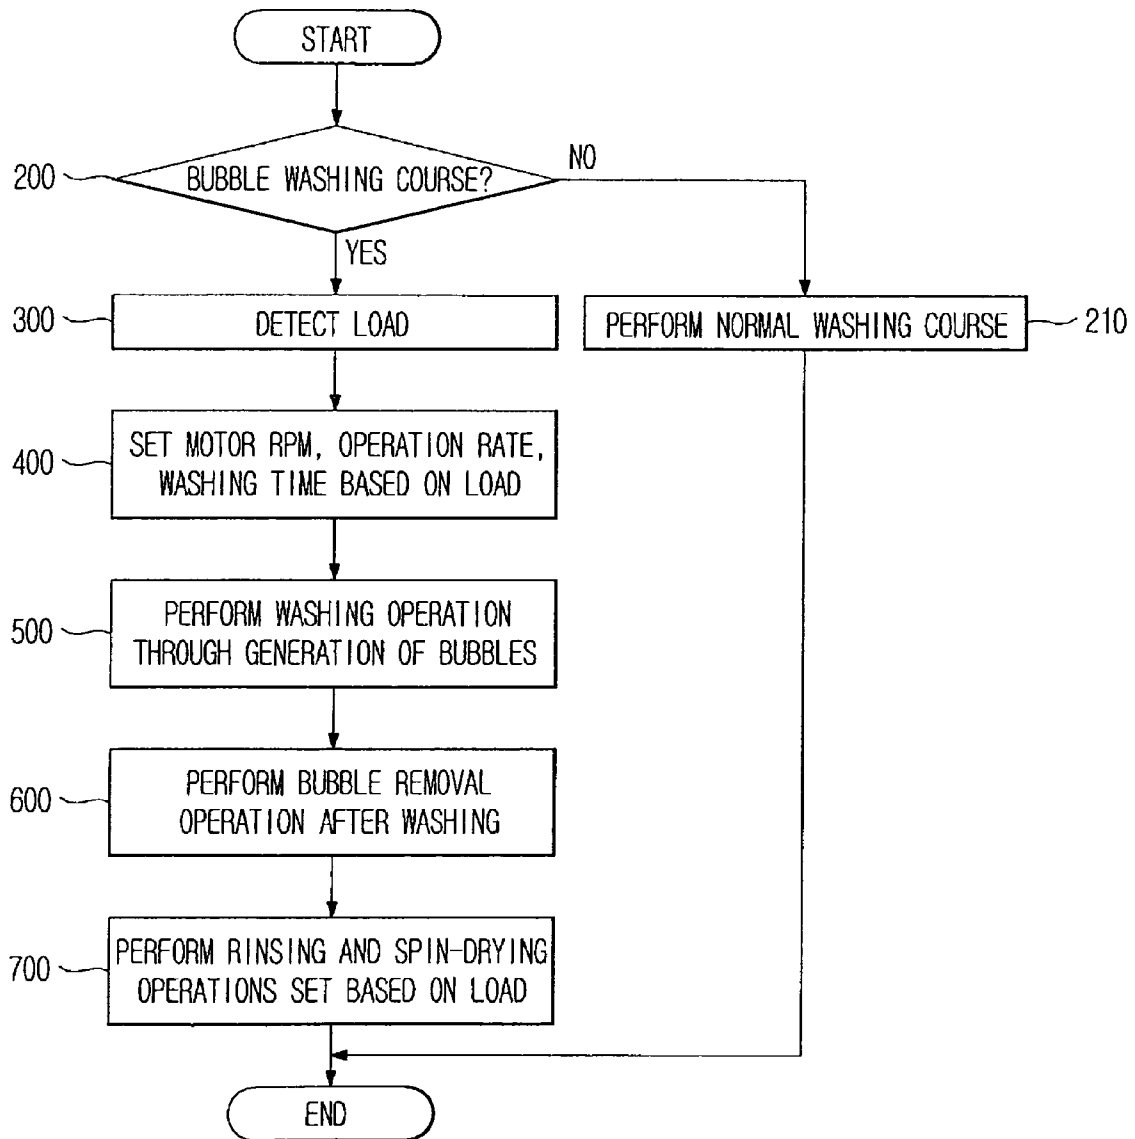 START
200
BUBBLE WASHING COURSE?
NO
YES
300
DETECT LOAD
PERFORM NORMAL WASHING COURSE
210
400
SET MOTOR RPM, OPERATION RATE,
WASHING TIME BASED ON LOAD
500
PERFORM WASHING OPERATION
THROUGH GENERATION OF BUBBLES
600
PERFORM BUBBLE REMOVAL
OPERATION AFTER WASHING
700
PERFORM RINSING AND SPIN-DRYING
OPERATIONS SET BASED ON LOAD
END